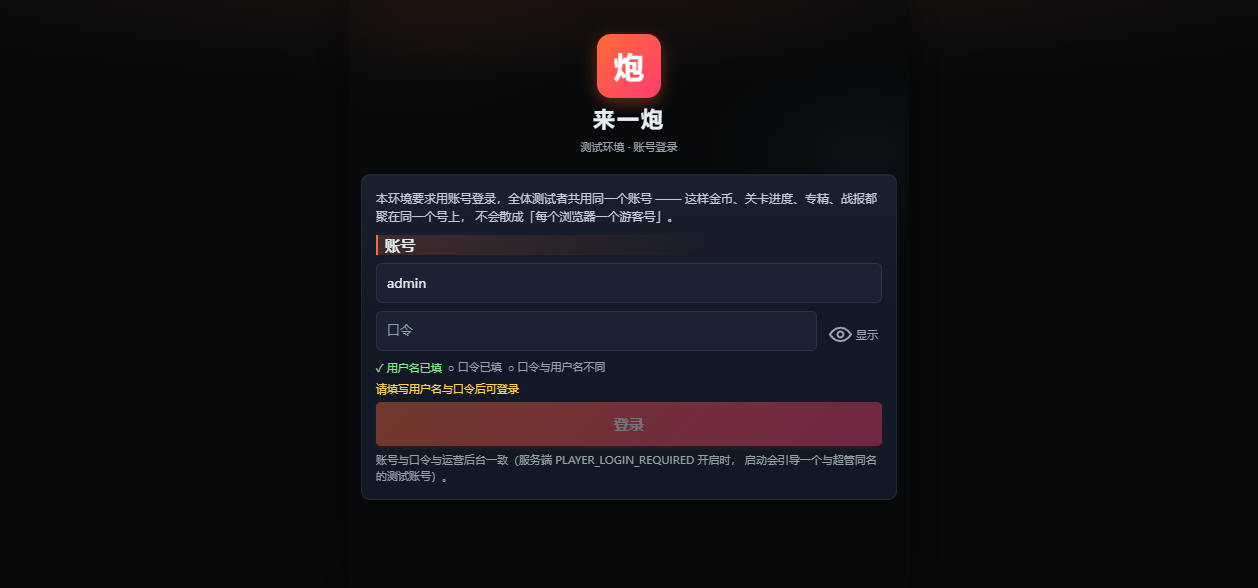 炮
来一炮
测试环境 · 账号登录
本环境要求用账号登录，全体测试者共用同一个账号 —— 这样金币、关卡进度、专精、战报都
聚在同一个号上， 不会散成「每个浏览器一个游客号」。
账号
admin
口令
显示
✓ 用户名已填 ○ 口令已填 ○ 口令与用户名不同
请填写用户名与口令后可登录
登录
账号与口令与运营后台一致（服务端 PLAYER_LOGIN_REQUIRED 开启时， 启动会引导一个与超管同名
的测试账号）。